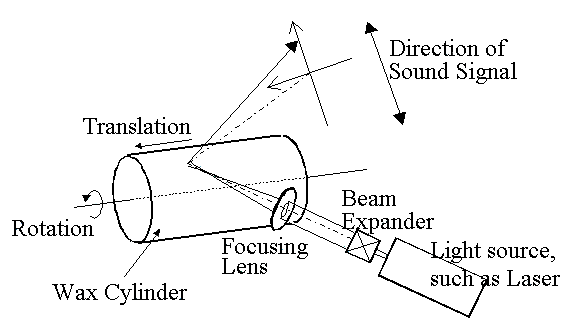 Direction of
Sound Signal
Translation
Rotation
Beam
Expander
Focusing
Lens
Light source,
such as Laser
Wax Cylinder